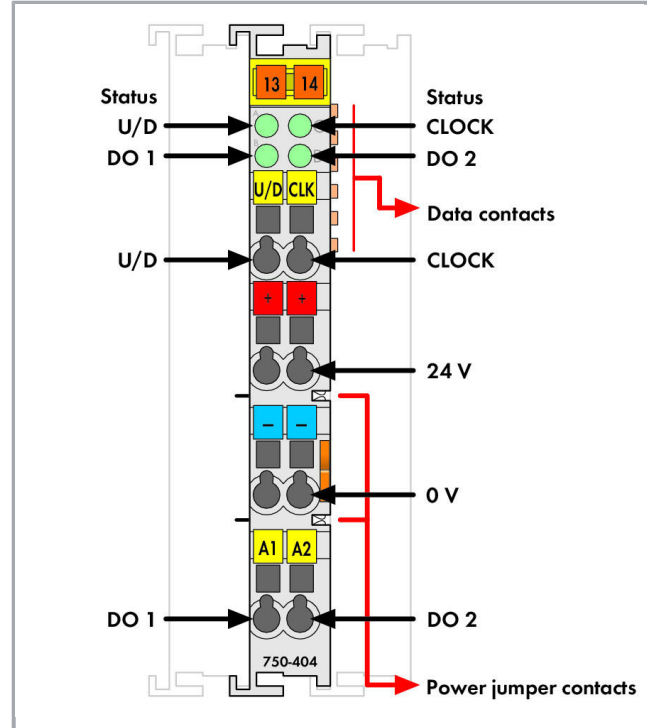 13 14
Status Status
U/D A C CLOCK
DO 1 B D DO 2
U/D CLK
Data contacts
U/D CLOCK
+ +
24 V
– –
0 V
A1 A2
DO 1 DO 2
750-404
Power jumper contacts